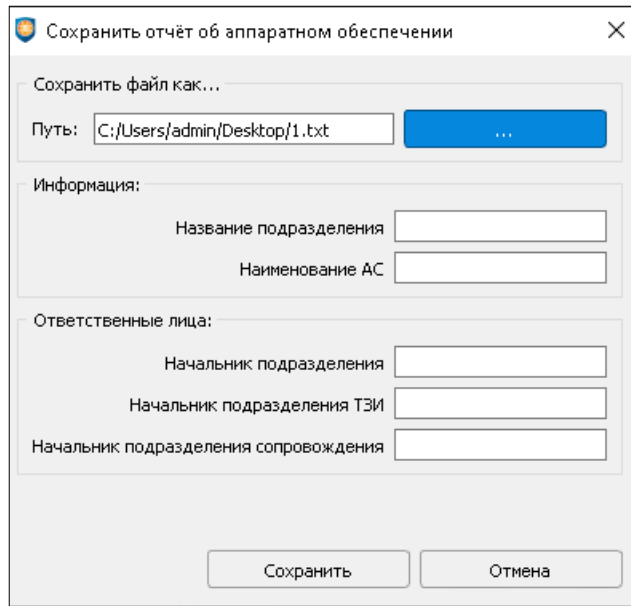 Сохранить отчёт об аппаратном обеспечении
Сохранить файл как...
Путь: C:/Users/admin/Desktop/1.txt ...
Информация:
Название подразделения
Наименование АС
Ответственные лица:
Начальник подразделения
Начальник подразделения ТЗИ
Начальник подразделения сопровождения
Сохранить Отмена